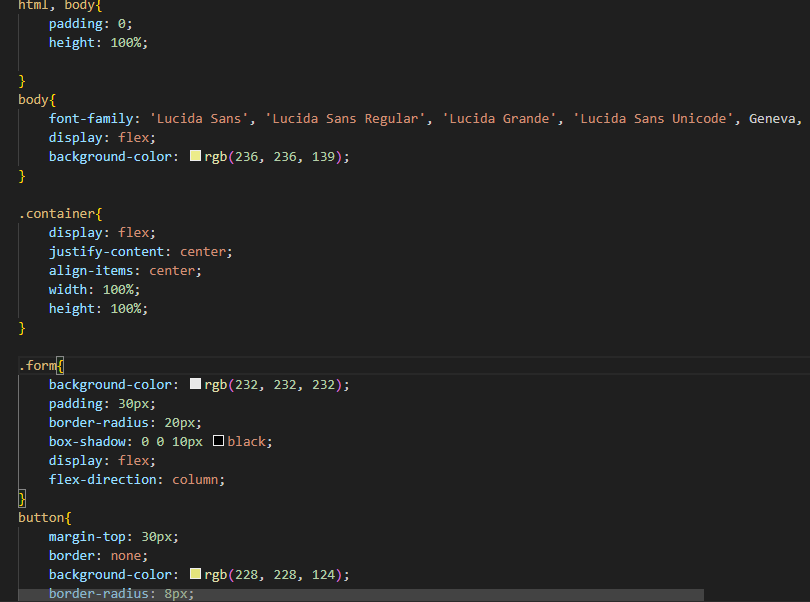 html, body{
padding: 0;
height: 100%;
}
body{
font-family: 'Lucida Sans', 'Lucida Sans Regular', 'Lucida Grande', 'Lucida Sans Unicode', Geneva,
display: flex;
background-color: rgb(236, 236, 139);
}
.container{
display: flex;
justify-content: center;
align-items: center;
width: 100%;
height: 100%;
}
.form{
background-color: rgb(232, 232, 232);
padding: 30px;
border-radius: 20px;
box-shadow: 0 0 10px black;
display: flex;
flex-direction: column;
}
button{
margin-top: 30px;
border: none;
background-color: rgb(228, 228, 124);
border-radius: 8px;